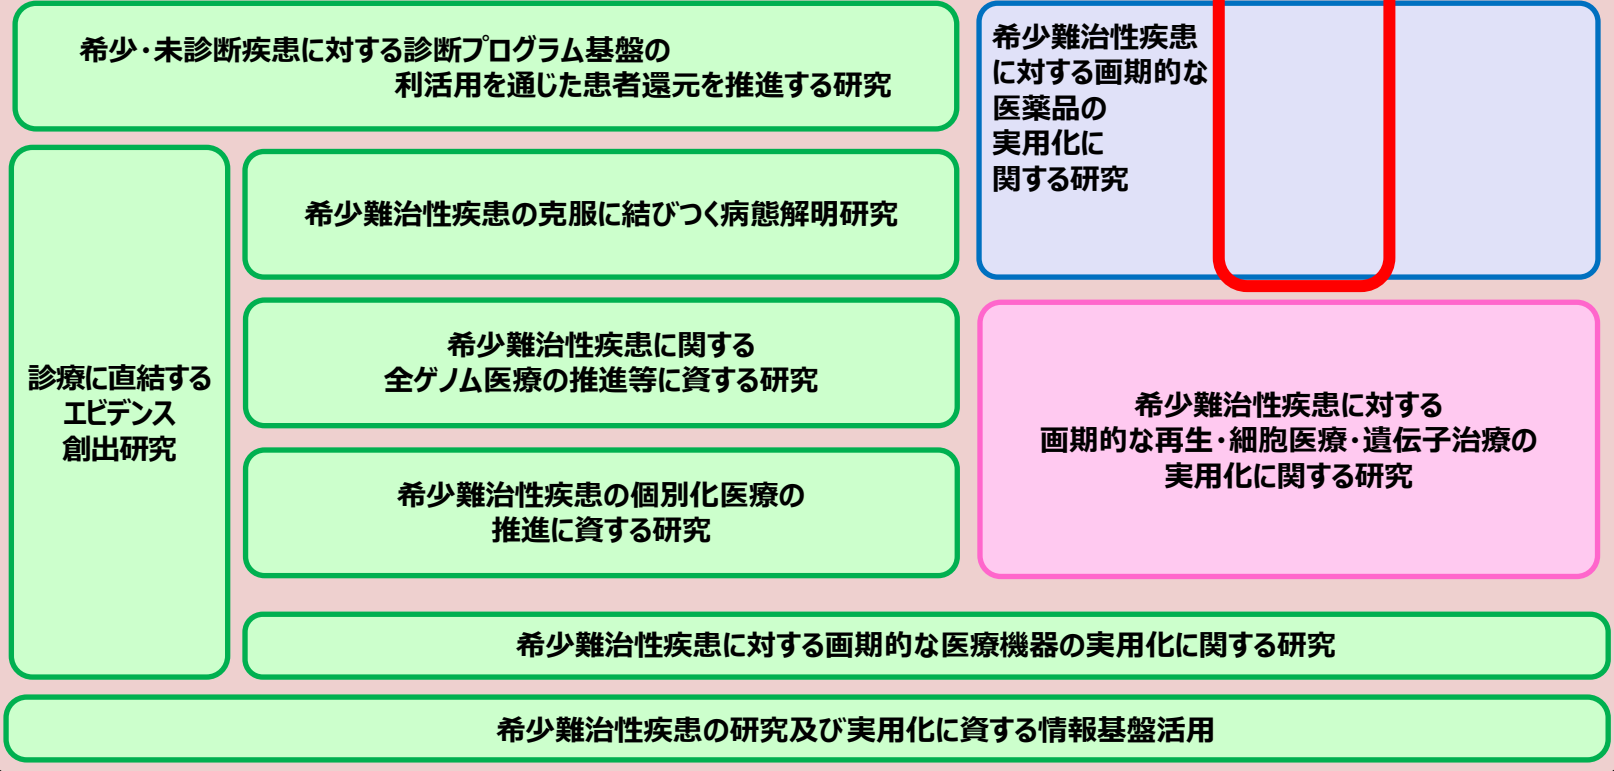 希少・未診断疾患に対する診断プログラム基盤の
利活用を通じた患者還元を推進する研究
希少難治性疾患
に対する画期的な
医薬品の
実用化に
関する研究
希少難治性疾患の克服に結びつく病態解明研究
希少難治性疾患に関する
全ゲノム医療の推進等に資する研究
診療に直結する
エビデンス
創出研究
希少難治性疾患に対する
画期的な再生・細胞医療・遺伝子治療の
実用化に関する研究
希少難治性疾患の個別化医療の
推進に資する研究
希少難治性疾患に対する画期的な医療機器の実用化に関する研究
希少難治性疾患の研究及び実用化に資する情報基盤活用